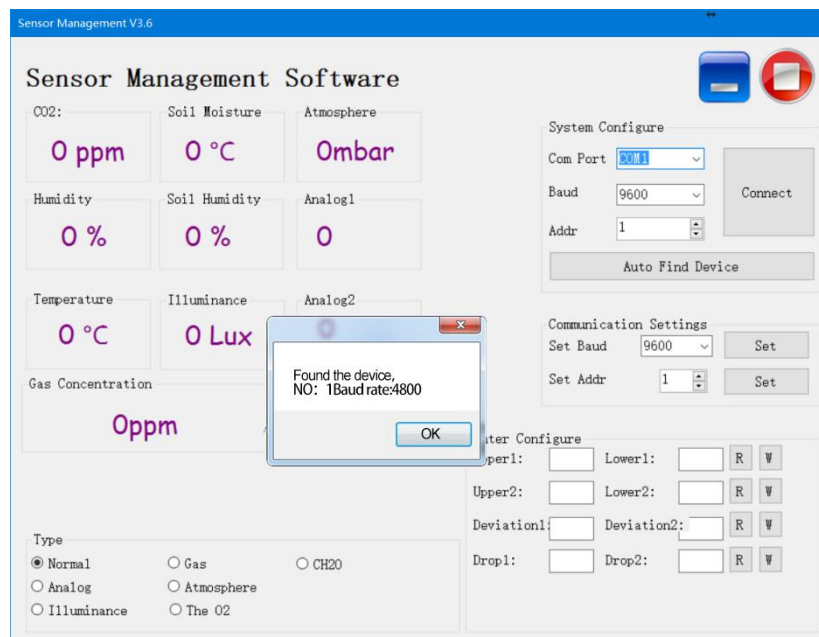 Sensor Management V3.6
Sensor Management Software
CO2:
Soil Moisture
Atmosphere
0 ppm
0 °C
0mbar
Humidity
Soil Humidity
Analog1
0 %
0 %
0
Temperature
Illuminance
Analog2
0 °C
0 Lux
0
Gas Concentration
0ppm
Found the device,
NO: 1Baud rate:4800
OK
System Configure
Com Port
COM1
Baud
9600
Connect
Addr
1
Auto Find Device
Communication Settings
Set Baud
9600
Set
Set Addr
1
Set
Configure
Lower1:
R
W
Upper2:
Lower2:
R
W
Deviation1:
Deviation2:
R
W
Drop1:
Drop2:
R
W
Type
Normal
Gas
CH20
Analog
Atmosphere
Illuminance
The O2